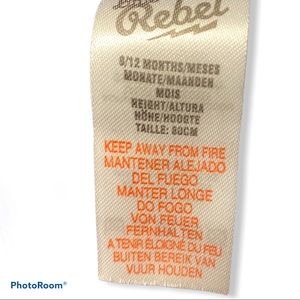 Rebel
6/12 MONTHS/MESES
MONATE/MAANDEN
MOIS
HEIGHT/ALTURA
HÖHE/HOOGTE
TAILLE: 80CM
KEEP AWAY FROM FIRE
MANTENER ALEJADO
DEL FUEGO
MANTER LONGE
DO FOGO
VON FEUER
FERNHALTEN
A TENIR ÉLOIGNÉ DU FEU
BUITEN BEREIK VAN
VUUR HOUDEN
PhotoRoom®